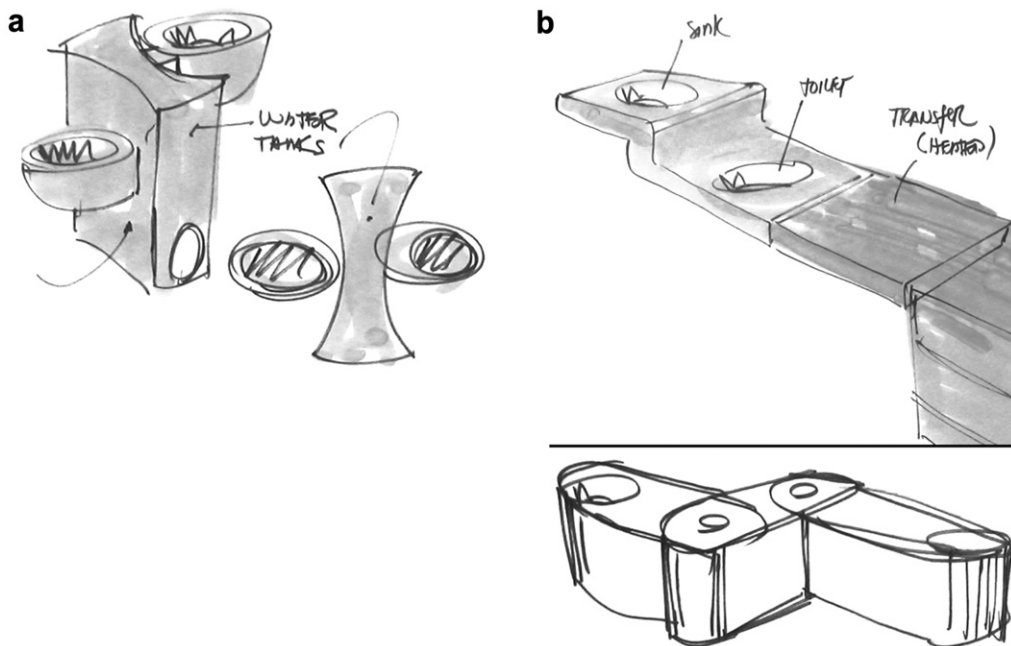 a
WATER
TANKS
b
SINK
TOILET
TRANSFER
(HEATED)